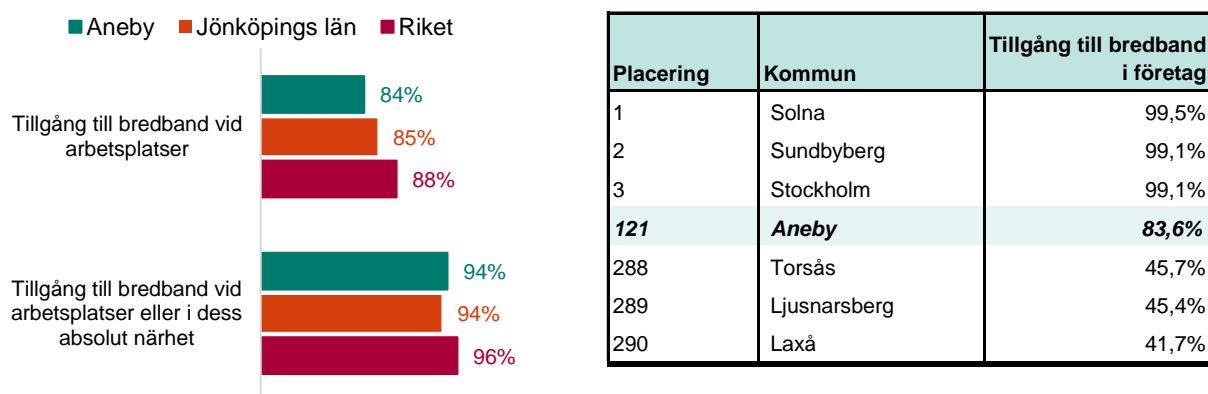 Aneby Jönköpings län Riket
Tillgång till bredband vid
arbetsplatser
84%
85%
88%
Tillgång till bredband vid
arbetsplatser eller i dess
absolut närhet
94%
94%
96%
Placering Kommun Tillgång till bredband i företag
1 Solna 99,5%
2 Sundbyberg 99,1%
3 Stockholm 99,1%
121 Aneby 83,6%
288 Torsås 45,7%
289 Ljusnarsberg 45,4%
290 Laxå 41,7%